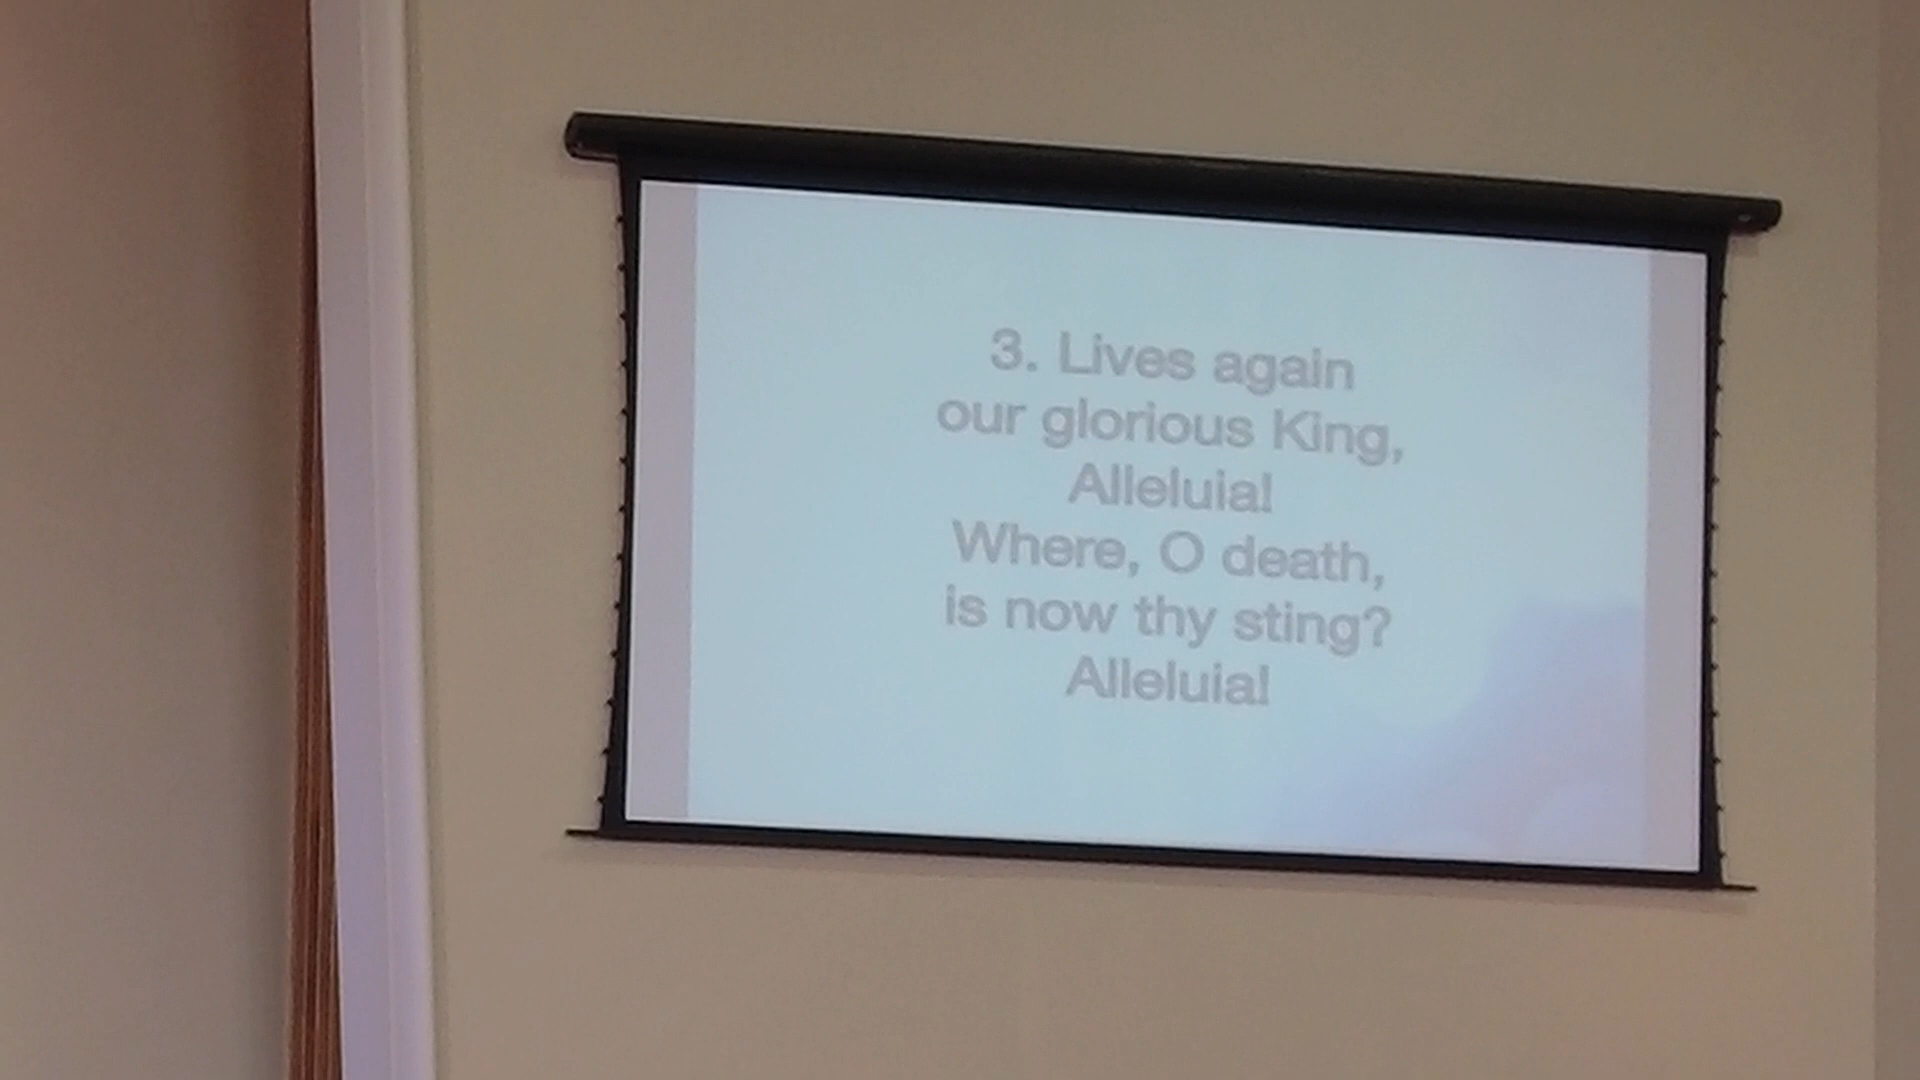 3. Lives again
our glorious King,
Alleluia!
Where, O death,
is now thy sting?
Alleluia!